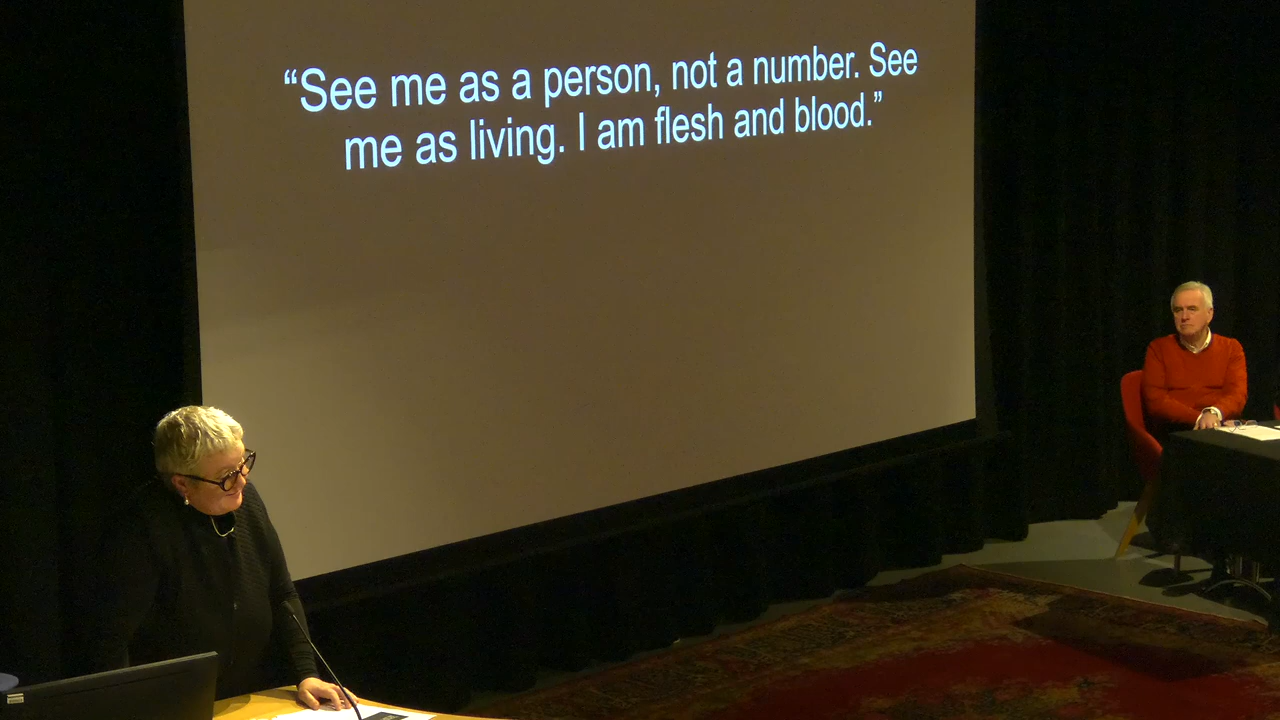 “See me as a person, not a number. See
me as living. I am flesh and blood.”